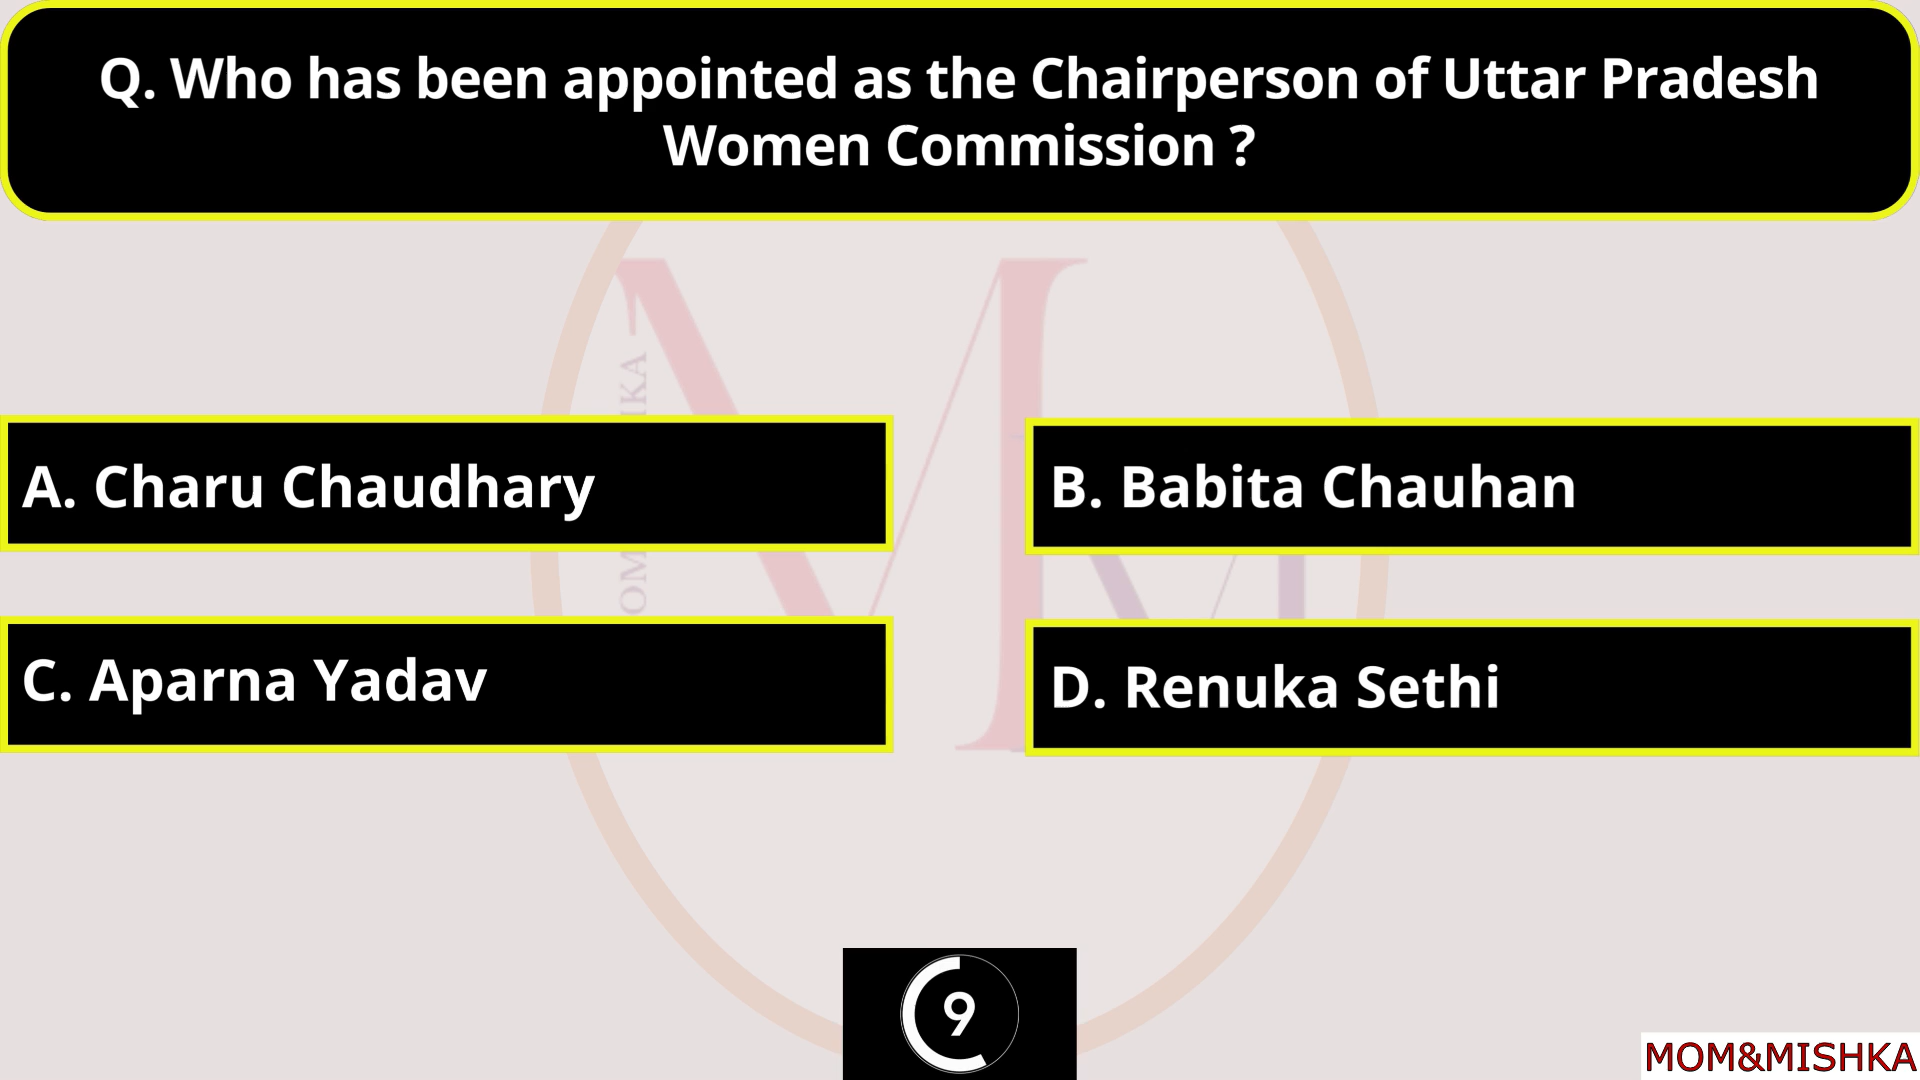 Q. Who has been appointed as the Chairperson of Uttar Pradesh
Women Commission ?
A. Charu Chaudhary
B. Babita Chauhan
C. Aparna Yadav
D. Renuka Sethi
9
MOM&MISHKA